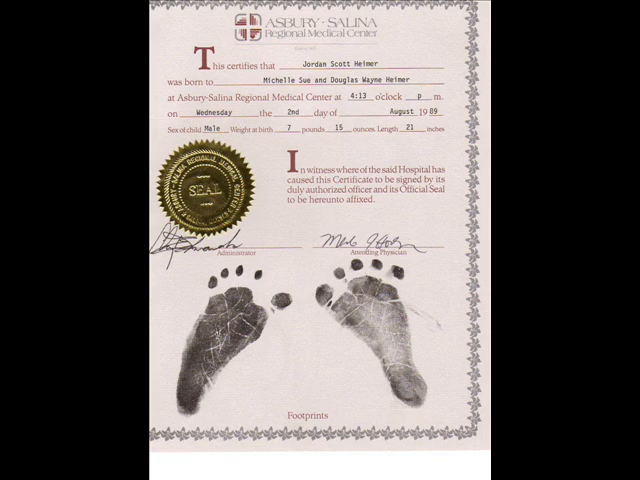 ASBURY · SALINA
Regional Medical Center
This certifies that Jordan Scott Heimer
was born to Michelle Sue and Douglas Wayne Heimer
at Asbury-Salina Regional Medical Center at 4:13 o'clock p m.
on Wednesday the 2nd day of August 1989
Sex of child Male Weight at birth 7 pounds 15 ounces. Length 21 inches
In witness where of the said Hospital has
caused this Certificate to be signed by its
duly authorized officer and its Official Seal
to be hereunto affixed.
SEAL
Administrator Attending Physician
Footprints